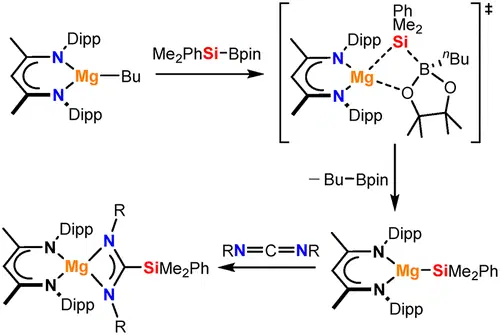 Dipp
N
Mg—Bu
N
Dipp
Me₂PhSi–Bpin
‡
Ph
Me₂
Si
Dipp
N
Mg
N
Dipp
ⁿBu
B
O
O
– Bu–Bpin
Dipp
N
Mg–SiMe₂Ph
N
Dipp
RN=C=NR
R
Dipp
N
N
Mg
SiMe₂Ph
N
N
Dipp
R